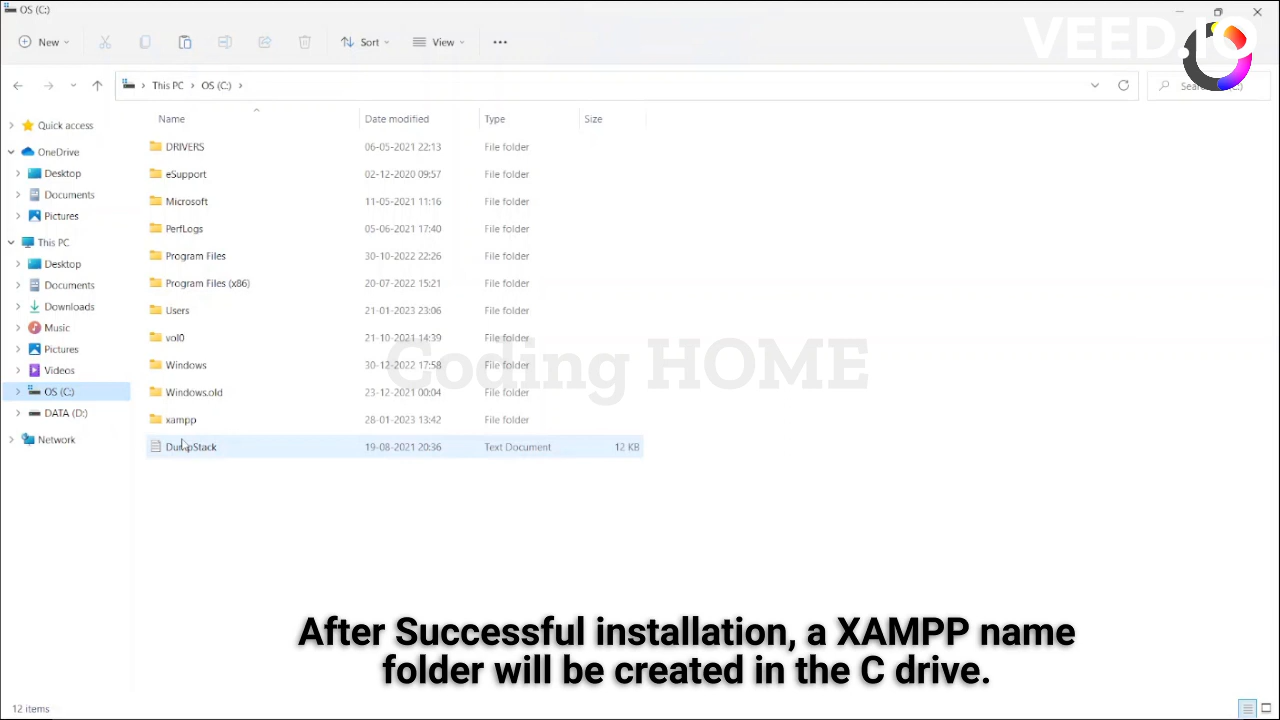 OS (C:)
VEED.IO
New
Sort
View
This PC
OS (C:)
Name
Date modified
Type
Size
Quick access
DRIVERS 06-05-2021 22:13 File folder
OneDrive
eSupport 02-12-2020 09:57 File folder
Desktop
Documents
Microsoft 11-05-2021 11:16 File folder
Pictures
PerfLogs 05-06-2021 17:40 File folder
This PC
Program Files 30-10-2022 22:26 File folder
Desktop
Documents
Program Files (x86) 20-07-2022 15:21 File folder
Downloads
Users 21-01-2023 23:06 File folder
Music
vol0 21-10-2021 14:39 File folder
Pictures
Windows 30-12-2022 17:58 File folder
Videos
OS (C:)
Windows.old 23-12-2021 00:04 File folder
DATA (D:)
xampp 28-01-2023 13:42 File folder
Network
DumpStack 19-08-2021 20:36 Text Document 12 KB
Coding HOME
After Successful installation, a XAMPP name
folder will be created in the C drive.
12 items